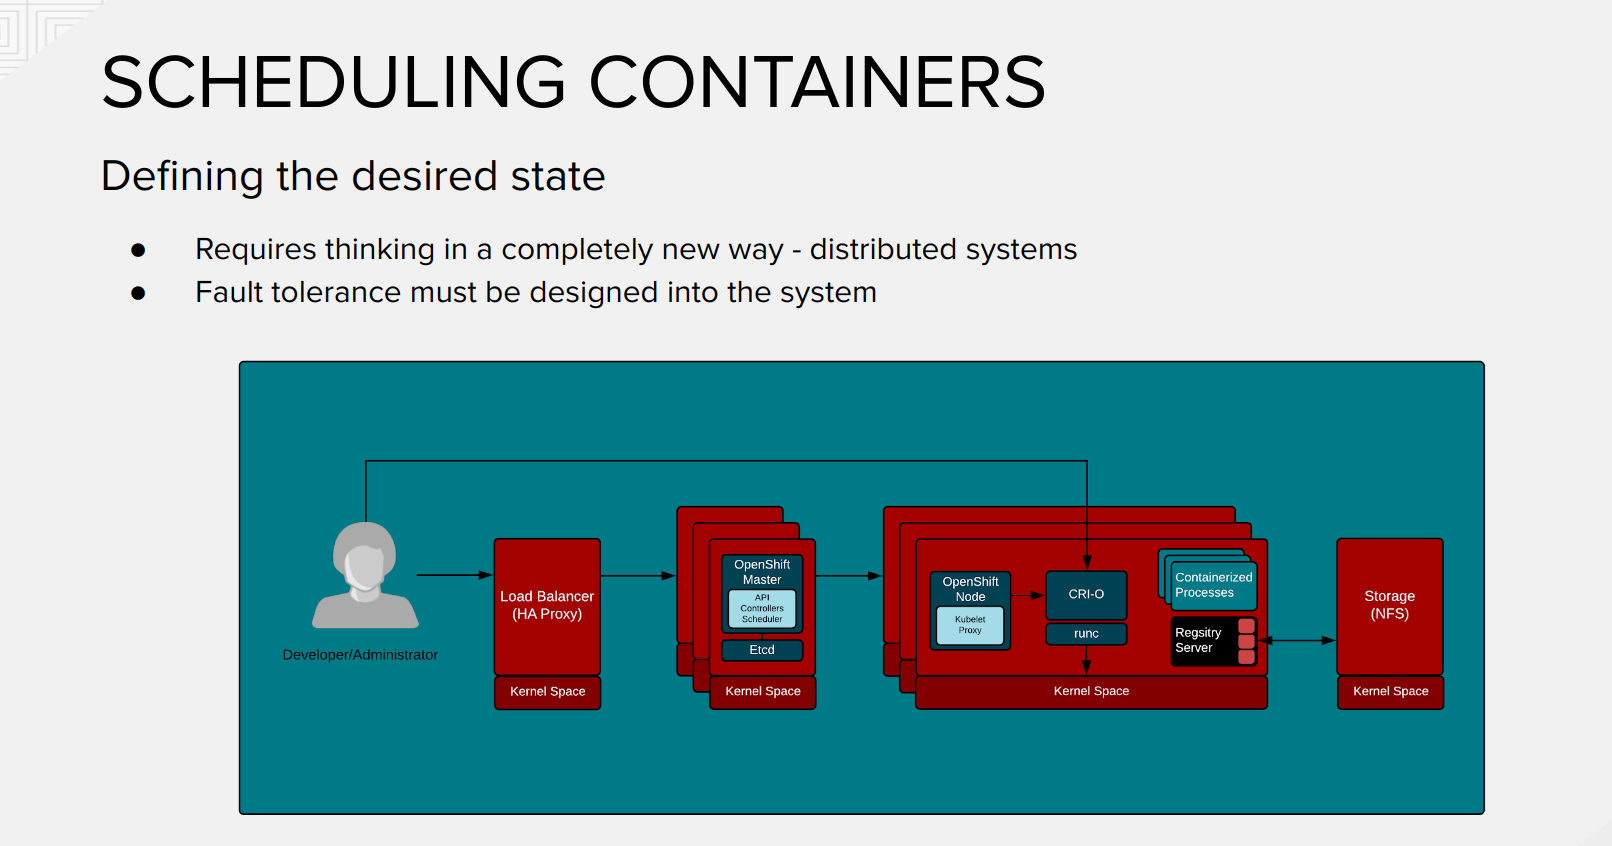 SCHEDULING CONTAINERS
Defining the desired state
● Requires thinking in a completely new way - distributed systems
● Fault tolerance must be designed into the system
Developer/Administrator
Load Balancer
(HA Proxy)
Kernel Space
OpenShift
Master
API
Controllers
Scheduler
Etcd
Kernel Space
OpenShift
Node
Kubelet
Proxy
CRI-O
runc
Containerized
Processes
Regsitry
Server
Kernel Space
Storage
(NFS)
Kernel Space